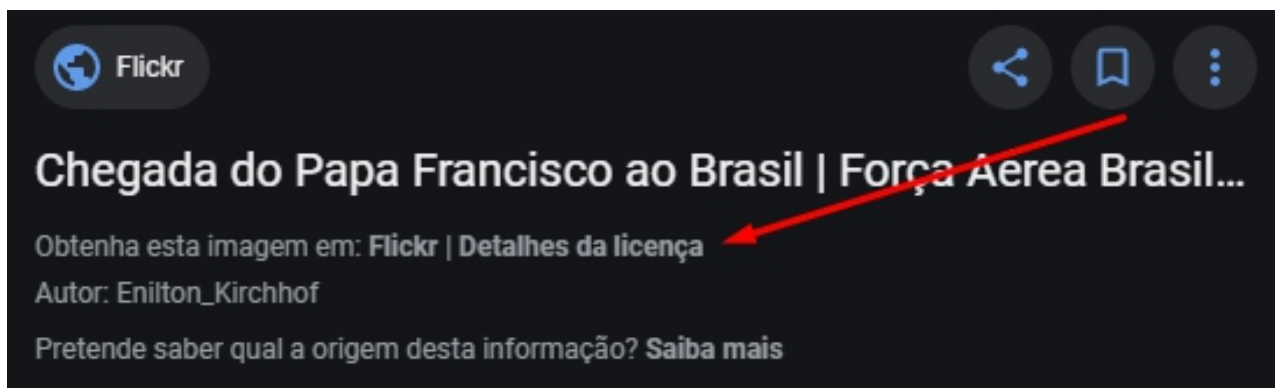 Flickr
Chegada do Papa Francisco ao Brasil | Força Aerea Brasil...
Obtenha esta imagem em: Flickr | Detalhes da licença
Autor: Enilton_Kirchhof
Pretende saber qual a origem desta informação? Saiba mais